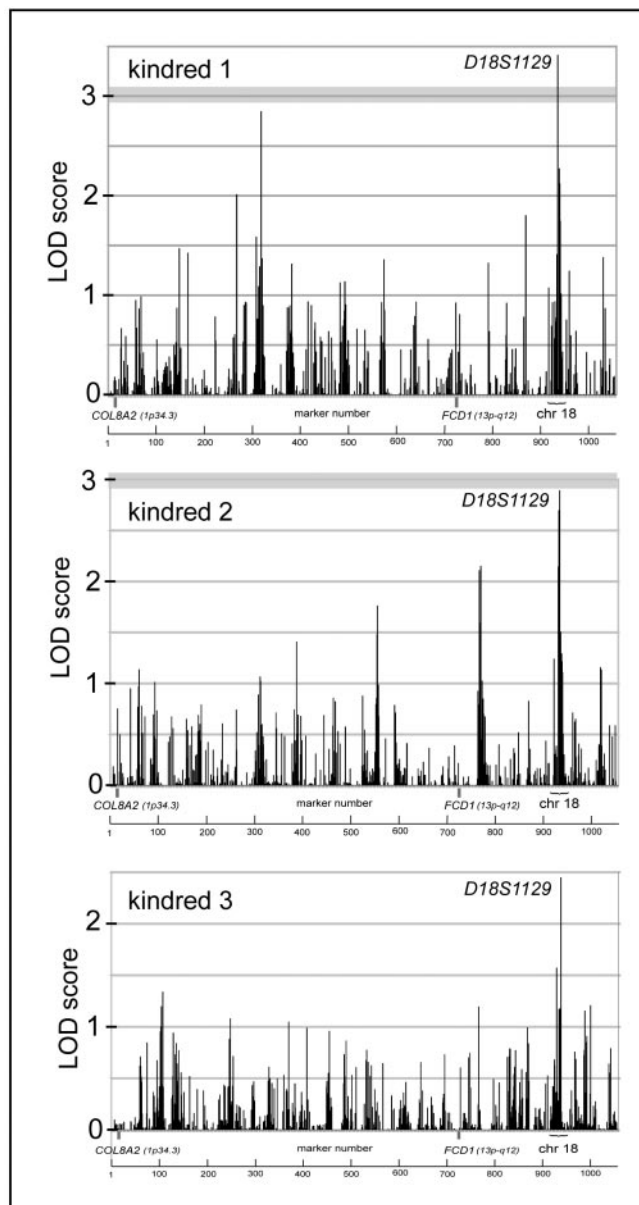 kindred 1
D18S1129
LOD score
3
2
1
0
COL8A2 (1p34.3) marker number FCD1 (13p-q12) chr 18
1 100 200 300 400 500 600 700 800 900 1000
kindred 2
D18S1129
LOD score
3
2
1
0
COL8A2 (1p34.3) marker number FCD1 (13p-q12) chr 18
1 100 200 300 400 500 600 700 800 900 1000
kindred 3
D18S1129
LOD score
2
1
0
COL8A2 (1p34.3) marker number FCD1 (13p-q12) chr 18
1 100 200 300 400 500 600 700 800 900 1000